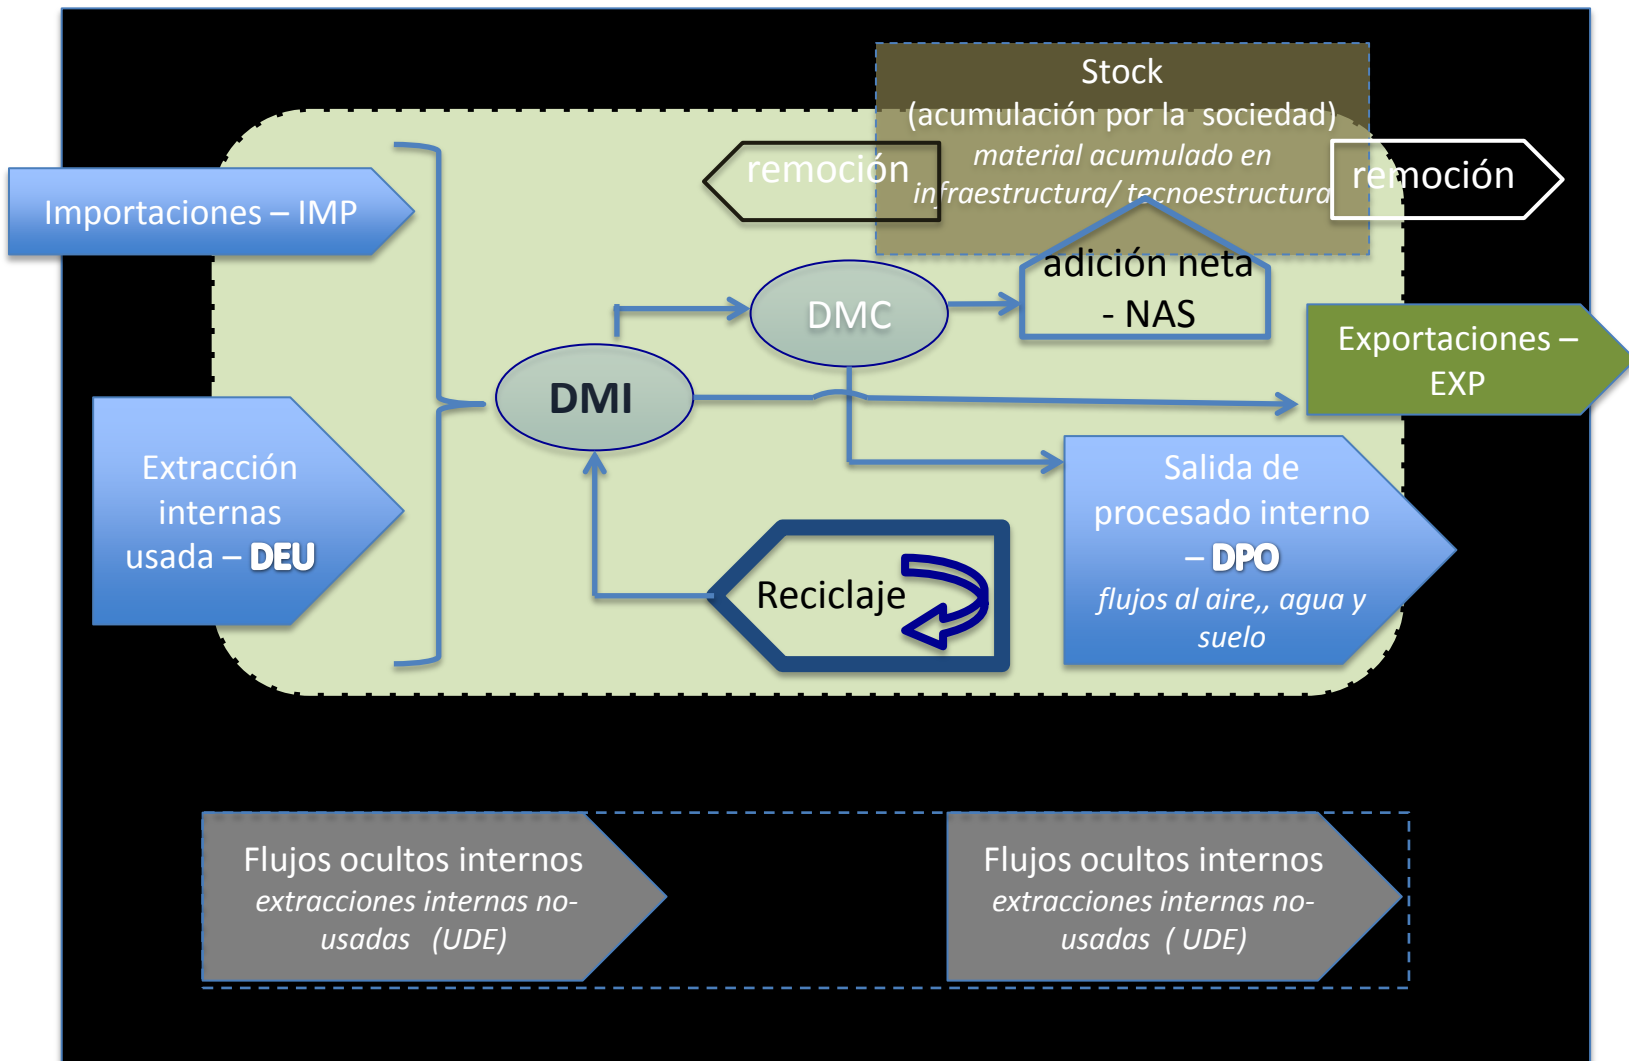 Stock
(acumulación por la sociedad)
material acumulado en
infraestructura/ tecnoestructura
remoción
remoción
Importaciones – IMP
adición neta
- NAS
DMC
Exportaciones –
EXP
DMI
Extracción
internas
usada – DEU
Salida de
procesado interno
– DPO
flujos al aire,, agua y
suelo
Reciclaje
Flujos ocultos internos
extracciones internas no-
usadas (UDE)
Flujos ocultos internos
extracciones internas no-
usadas ( UDE)